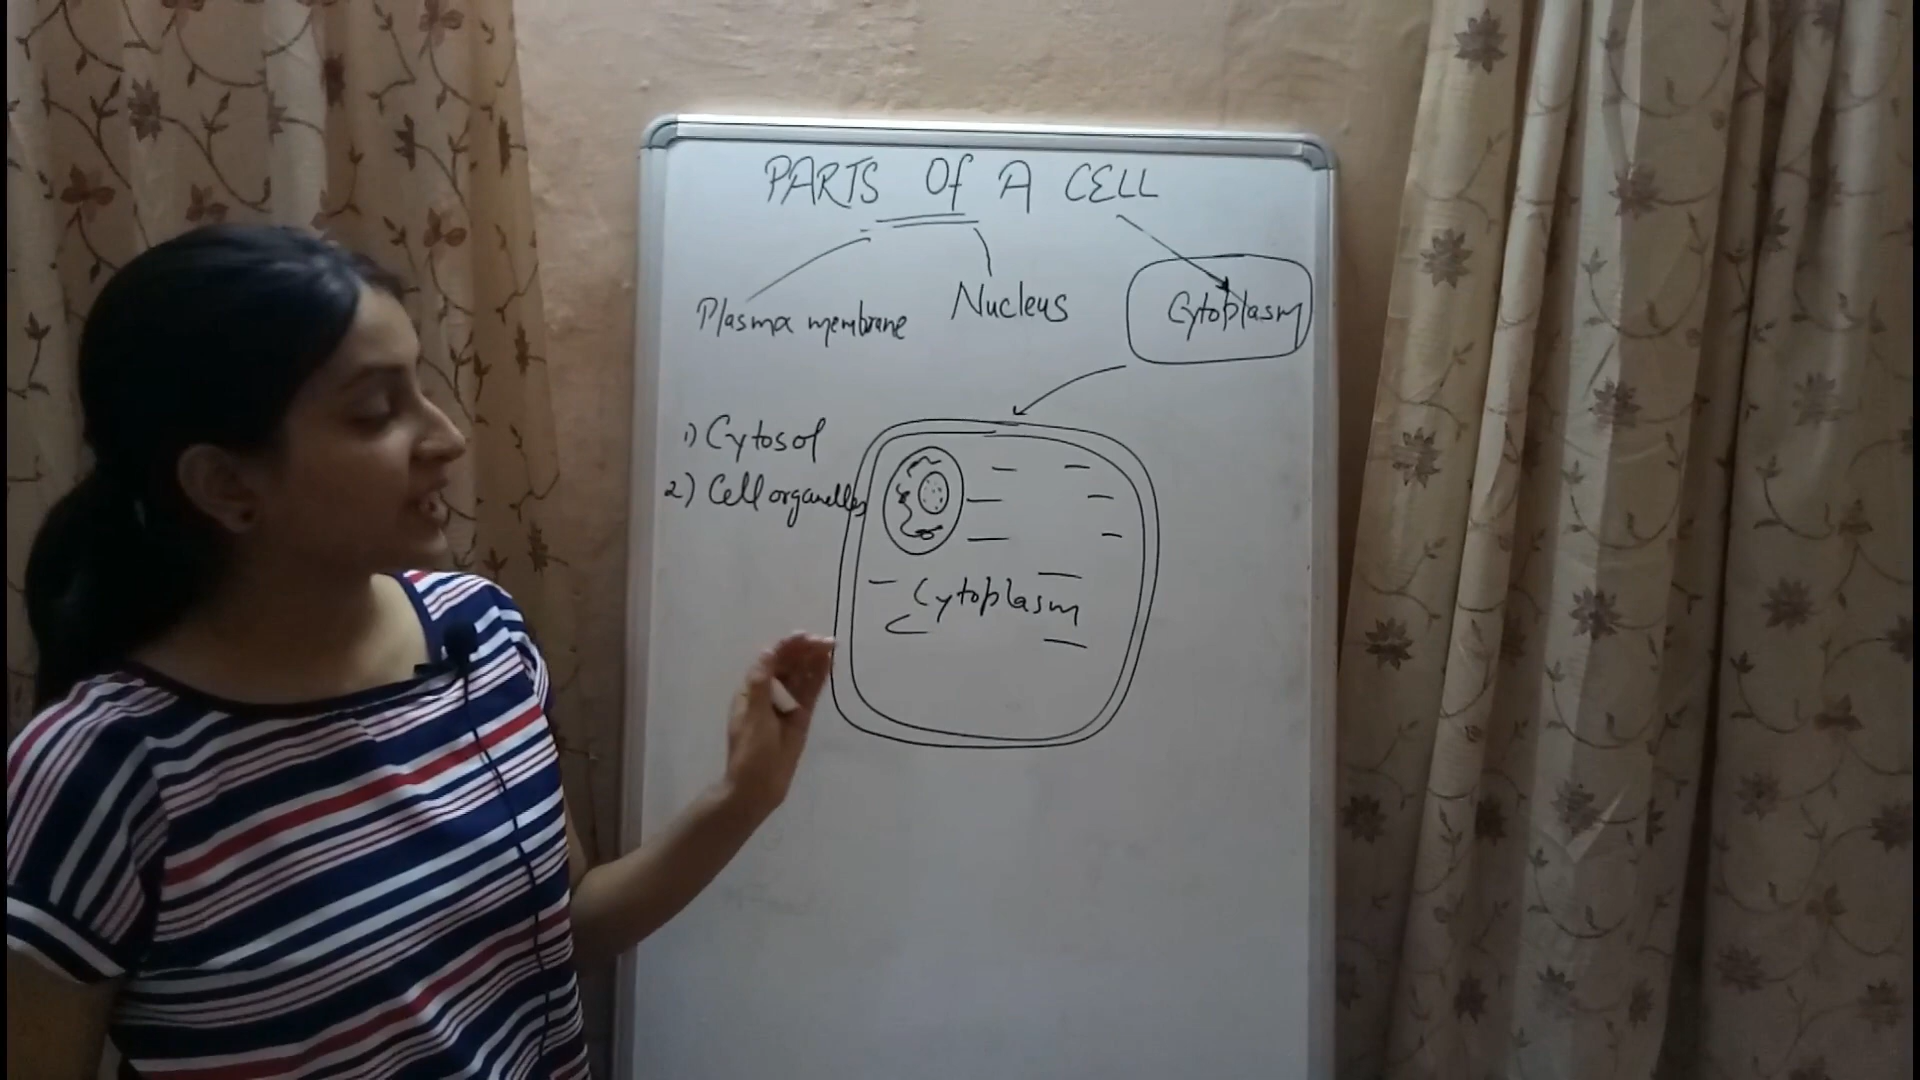 PARTS Of A CELL
Plasma membrane Nucleus Cytoplasm
1) Cytosol
2) Cell organelles
Cytoplasm